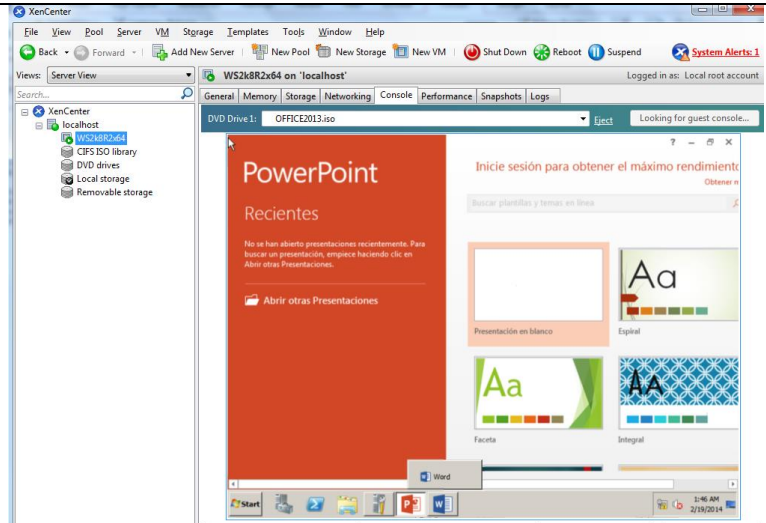 XenCenter
File View Pool Server VM Storage Templates Tools Window Help
Back Forward Add New Server New Pool New Storage New VM Shut Down Reboot Suspend System Alerts: 1
Views: Server View
WS2k8R2x64 on 'localhost'
Logged in as: Local root account
Search...
General Memory Storage Networking Console Performance Snapshots Logs
XenCenter
localhost
WS2k8R2x64
CIFS ISO library
DVD drives
Local storage
Removable storage
DVD Drive 1: OFFICE2013.iso Eject Looking for guest console...
PowerPoint
Recientes
No se han abierto presentaciones recientemente. Para
buscar un presentación, empiece haciendo clic en
Abrir otras Presentaciones.
Abrir otras Presentaciones
Inicie sesión para obtener el máximo rendimiento
Obtener m
Buscar plantillas y temas en línea
Presentación en blanco
Aa
Espiral
Aa
Faceta
AA
Integral
Word
Start
1:46 AM
2/19/2014